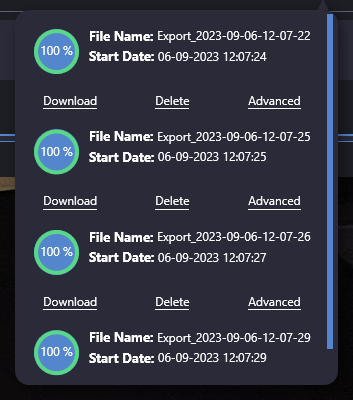 100 %
File Name: Export_2023-09-06-12-07-22
Start Date: 06-09-2023 12:07:24
Download Delete Advanced
100 %
File Name: Export_2023-09-06-12-07-25
Start Date: 06-09-2023 12:07:25
Download Delete Advanced
100 %
File Name: Export_2023-09-06-12-07-26
Start Date: 06-09-2023 12:07:27
Download Delete Advanced
100 %
File Name: Export_2023-09-06-12-07-29
Start Date: 06-09-2023 12:07:29